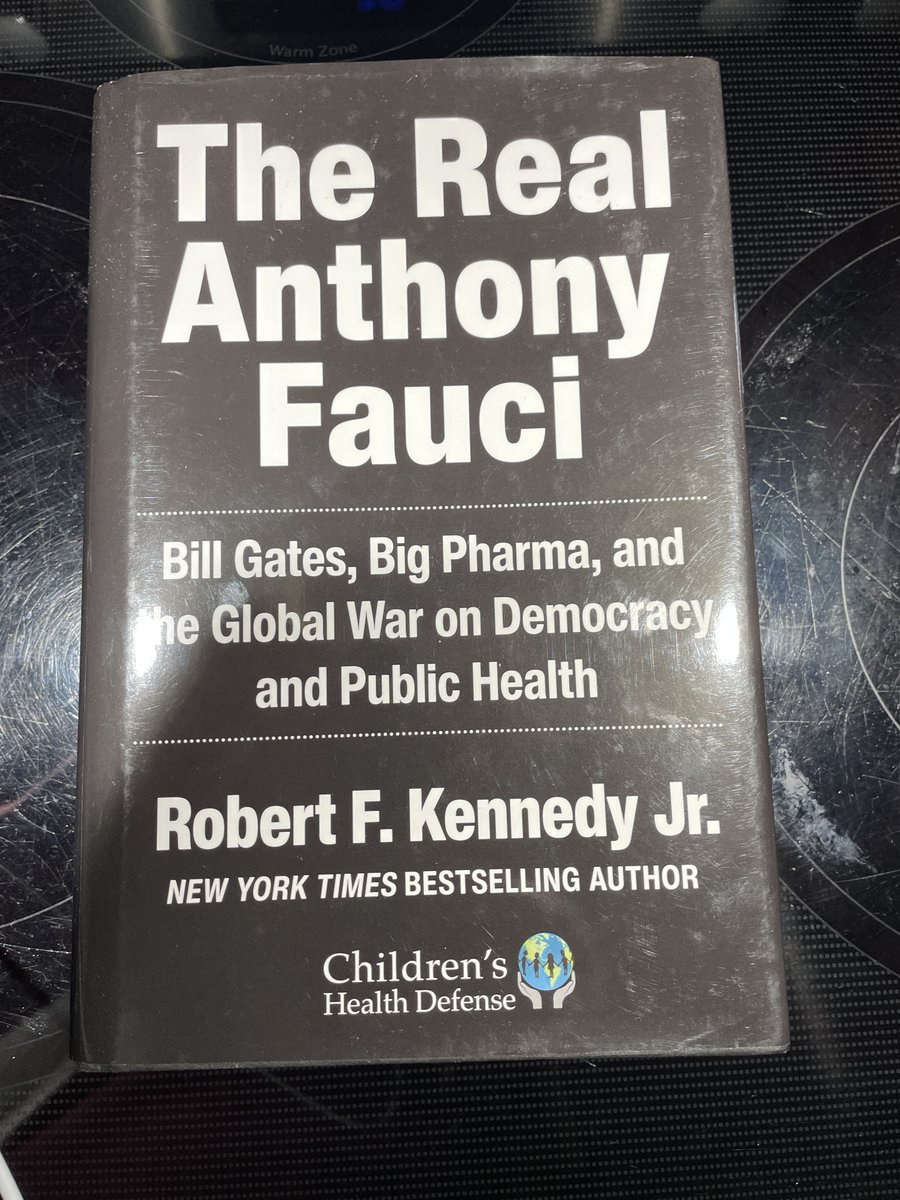 Warm Zone
The Real
Anthony
Fauci
Bill Gates, Big Pharma, and
the Global War on Democracy
and Public Health
Robert F. Kennedy Jr.
NEW YORK TIMES BESTSELLING AUTHOR
Children's
Health Defense